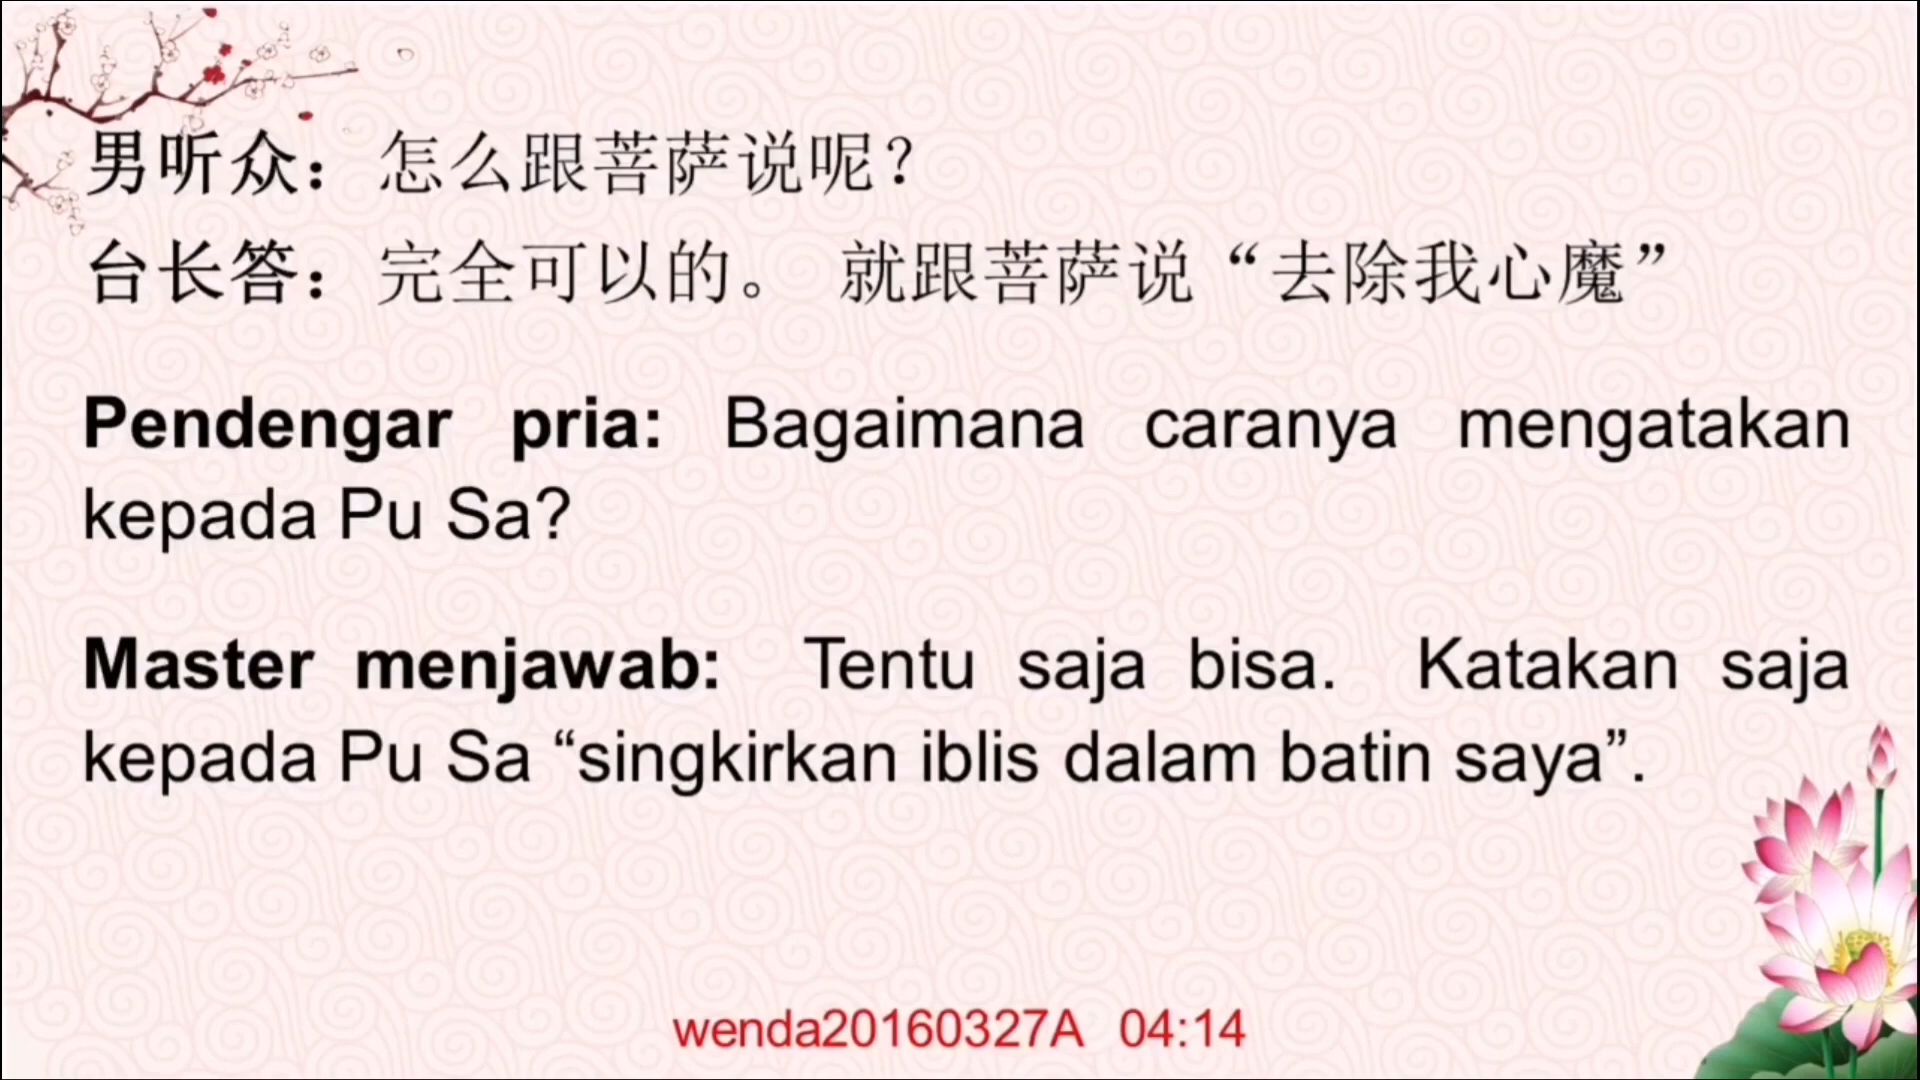 男听众：怎么跟菩萨说呢？
台长答：完全可以的。 就跟菩萨说“去除我心魔”
Pendengar pria: Bagaimana caranya mengatakan
kepada Pu Sa?
Master menjawab: Tentu saja bisa. Katakan saja
kepada Pu Sa “singkirkan iblis dalam batin saya”.
wenda20160327A 04:14